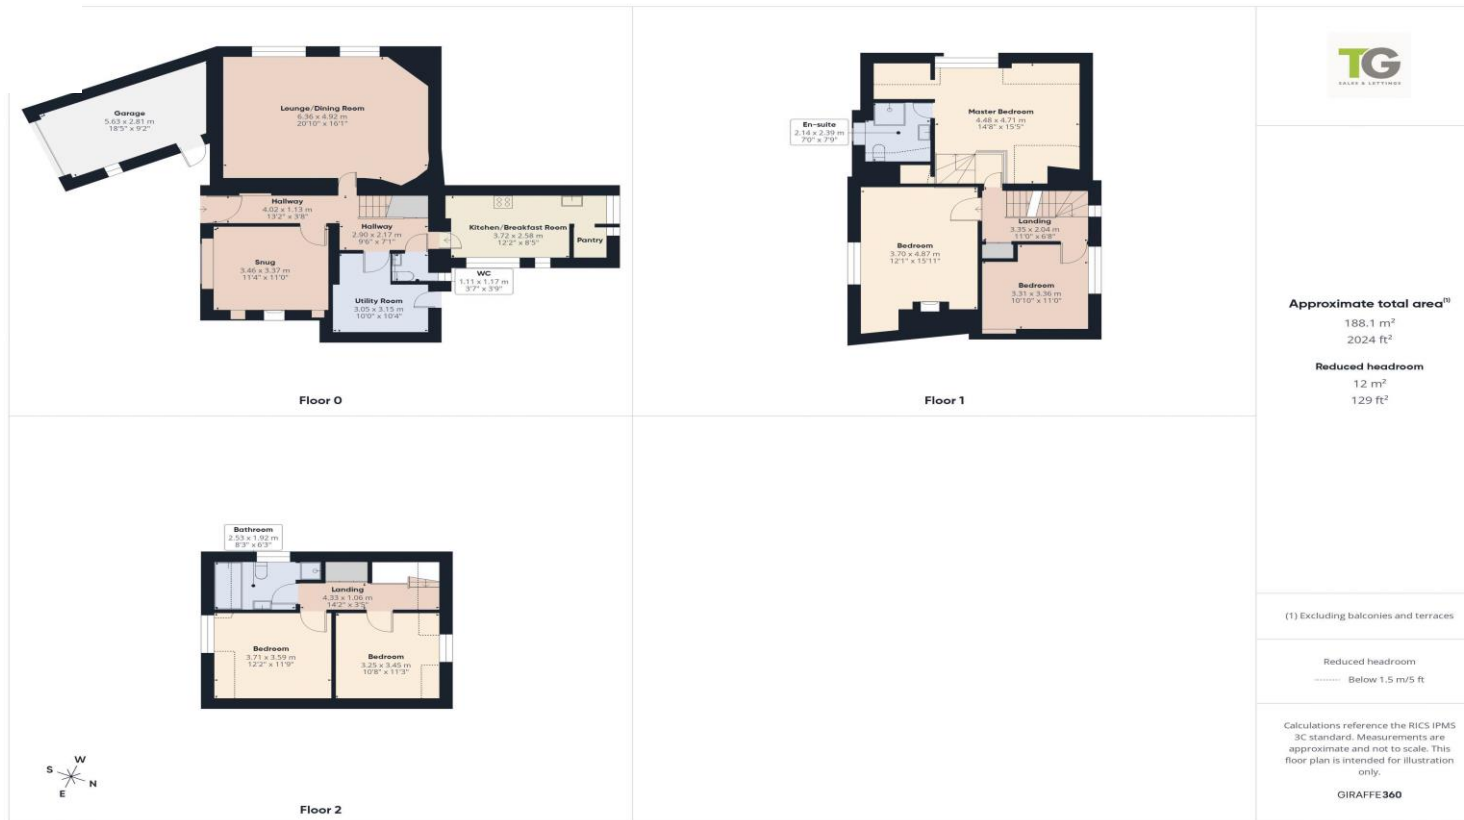 Garage
5.63 x 2.81 m
18'5" x 9'2"
Lounge/Dining Room
6.36 x 4.92 m
20'10" x 16'1"
Hallway
4.02 x 1.13 m
13'2" x 3'8"
Hallway
2.90 x 2.17 m
9'6" x 7'1"
Kitchen/Breakfast Room
3.72 x 2.58 m
12'2" x 8'5"
Pantry
Snug
3.46 x 3.37 m
11'4" x 11'0"
WC
1.11 x 1.17 m
3'7" x 3'9"
Utility Room
3.05 x 3.15 m
10'0" x 10'4"
Floor 0
Master Bedroom
4.48 x 4.71 m
14'8" x 15'5"
En-suite
2.14 x 2.39 m
7'0" x 7'9"
Landing
3.35 x 2.04 m
11'0" x 6'8"
Bedroom
3.70 x 4.87 m
12'1" x 15'11"
Bedroom
3.31 x 3.36 m
10'10" x 11'0"
Floor 1
Bathroom
2.53 x 1.92 m
8'3" x 6'3"
Landing
4.33 x 1.06 m
14'2" x 3'5"
Bedroom
3.71 x 3.59 m
12'2" x 11'9"
Bedroom
3.25 x 3.45 m
10'8" x 11'3"
S W
E N
Floor 2
TG
SALES & LETTINGS
Approximate total area(1)
188.1 m²
2024 ft²
Reduced headroom
12 m²
129 ft²
(1) Excluding balconies and terraces
Reduced headroom
Below 1.5 m/5 ft
Calculations reference the RICS IPMS
3C standard. Measurements are
approximate and not to scale. This
floor plan is intended for illustration
only.
GIRAFFE360